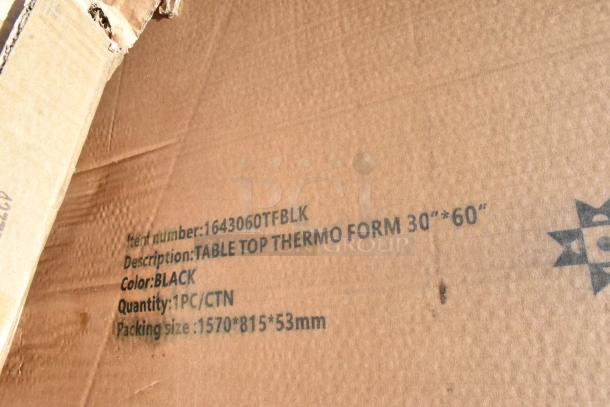 Item number:1643060TFBLK
Description:TABLE TOP THERMO FORM 30"*60"
Color:BLACK
Quantity:1PC/CTN
Packing size :1570*815*53mm
GROUP